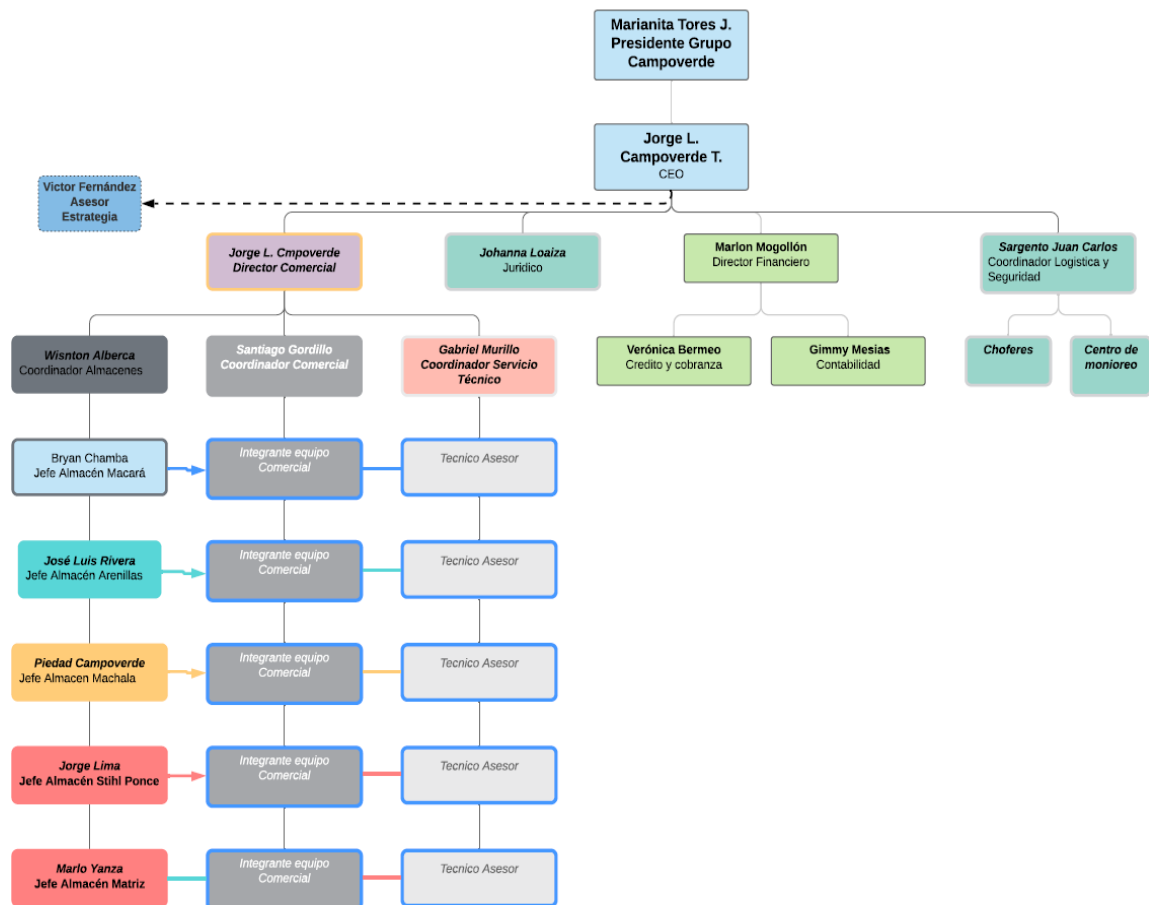 Marianita Tores J.
Presidente Grupo
Campoverde
Jorge L.
Campoverde T.
CEO
Victor Fernández
Asesor
Estrategia
Jorge L. Cmpoverde
Director Comercial
Johanna Loaiza
Juridico
Marlon Mogollón
Director Financiero
Sargento Juan Carlos
Coordinador Logistica y
Seguridad
Wisnton Alberca
Coordinador Almacenes
Santiago Gordillo
Coordinador Comercial
Gabriel Murillo
Coordinador Servicio
Técnico
Verónica Bermeo
Credito y cobranza
Gimmy Mesias
Contabilidad
Choferes
Centro de
monioreo
Bryan Chamba
Jefe Almacén Macará
Integrante equipo
Comercial
Tecnico Asesor
José Luis Rivera
Jefe Almacén Arenillas
Integrante equipo
Comercial
Tecnico Asesor
Piedad Campoverde
Jefe Almacen Machala
Integrante equipo
Comercial
Tecnico Asesor
Jorge Lima
Jefe Almacén Stihl Ponce
Integrante equipo
Comercial
Tecnico Asesor
Marlo Yanza
Jefe Almacén Matriz
Integrante equipo
Comercial
Tecnico Asesor